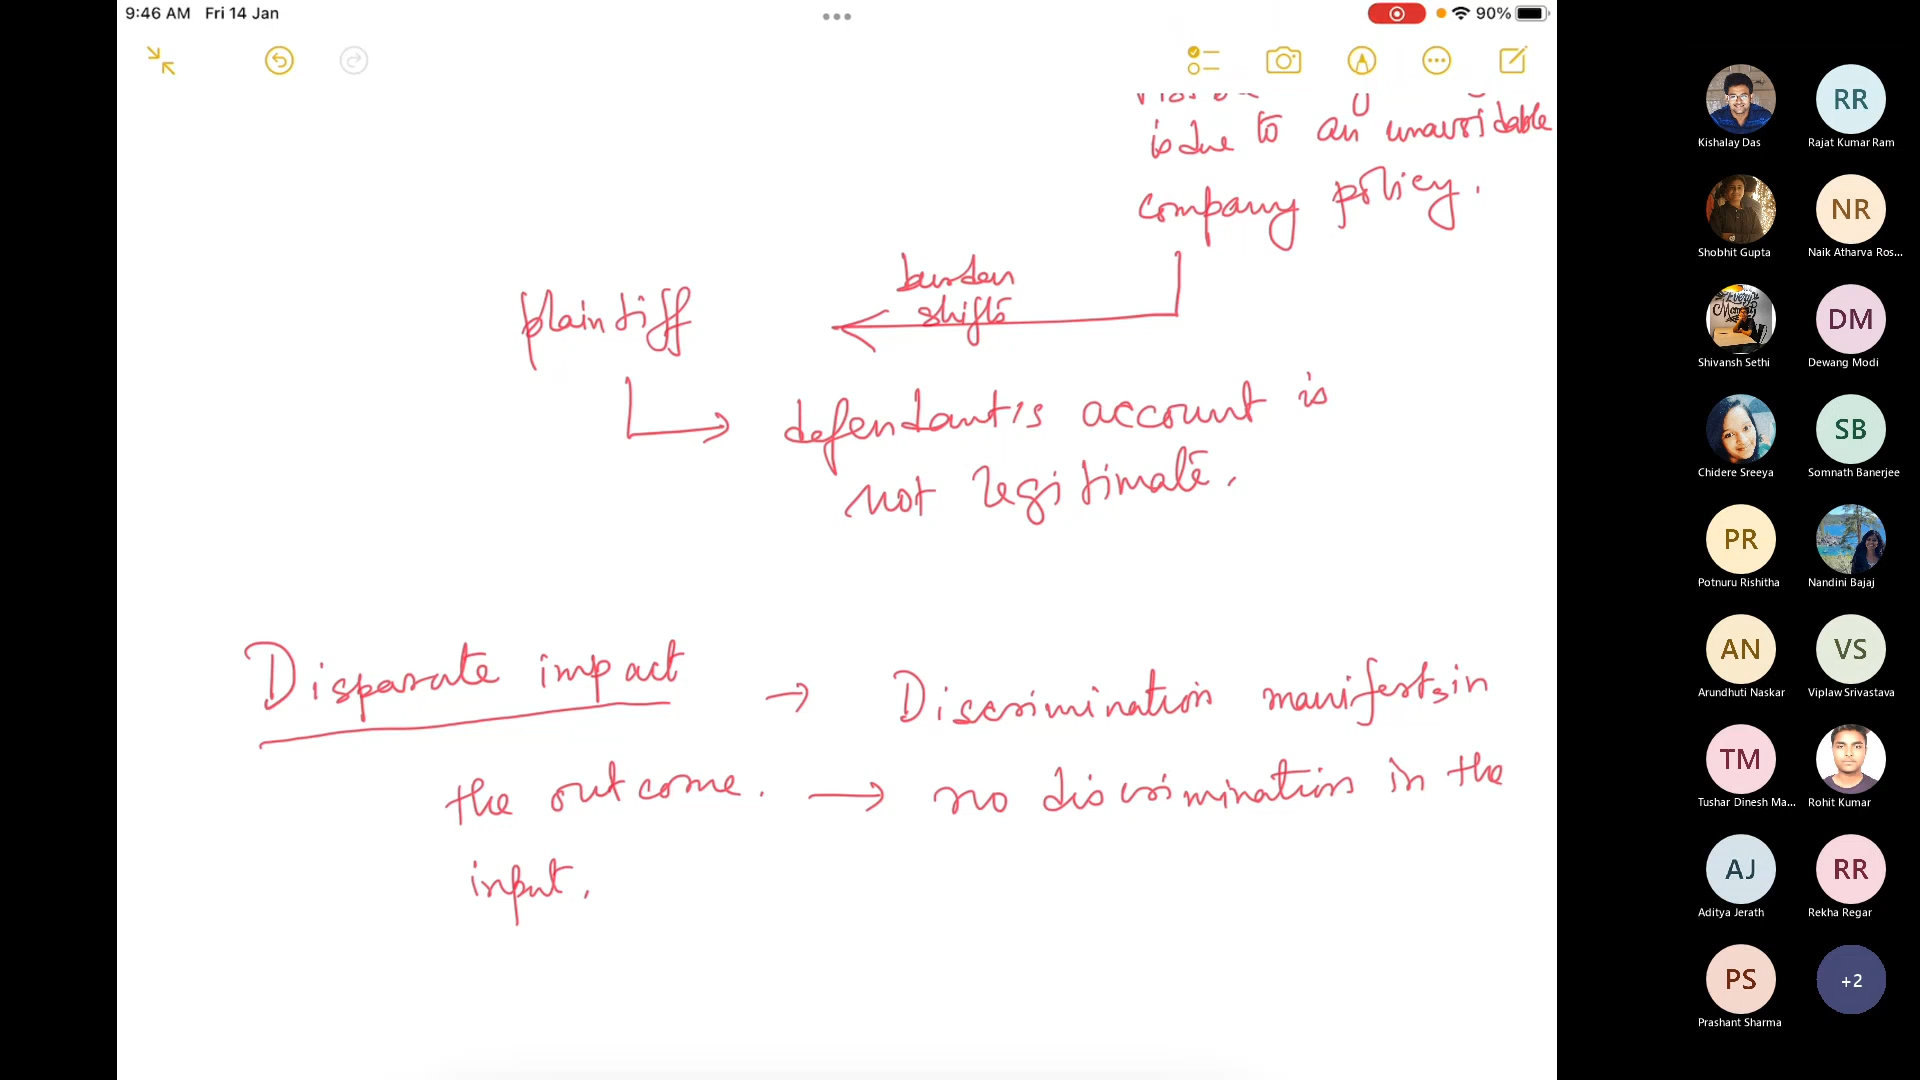 9:46 AM Fri 14 Jan
90%
is due to an unavoidable
company policy.
burden
shifts
plaintiff
defendant's account is
not legitimate.
Disparate impact → Discrimination manifests in
the outcome. → no discrimination in the
input.
Kishalay Das
RR
Rajat Kumar Ram
Shobhit Gupta
NR
Naik Atharva Ros...
Shivansh Sethi
DM
Dewang Modi
Chidere Sreeya
SB
Somnath Banerjee
PR
Potnuru Rishitha
Nandini Bajaj
AN
Arundhuti Naskar
VS
Viplaw Srivastava
TM
Tushar Dinesh Ma...
Rohit Kumar
AJ
Aditya Jerath
RR
Rekha Regar
PS
Prashant Sharma
+2